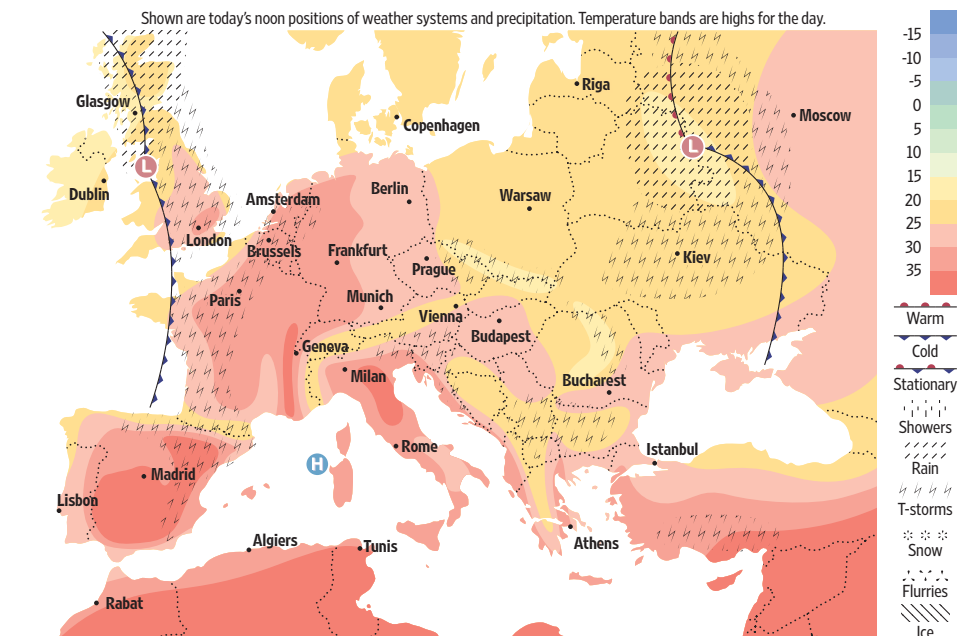 Shown are today's noon positions of weather systems and precipitation. Temperature bands are highs for the day.
-15
-10
-5
0
5
10
15
20
25
30
35
Warm
Cold
Stationary
Showers
Rain
T-storms
Snow
Flurries
Ice
Glasgow
L
Dublin
London
Copenhagen
Riga
Moscow
L
Amsterdam
Berlin
Warsaw
Brussels
Frankfurt
Prague
Kiev
Paris
Munich
Vienna
Budapest
Geneva
Milan
Bucharest
Rome
Istanbul
H
Madrid
Lisbon
Athens
Algiers
Tunis
Rabat